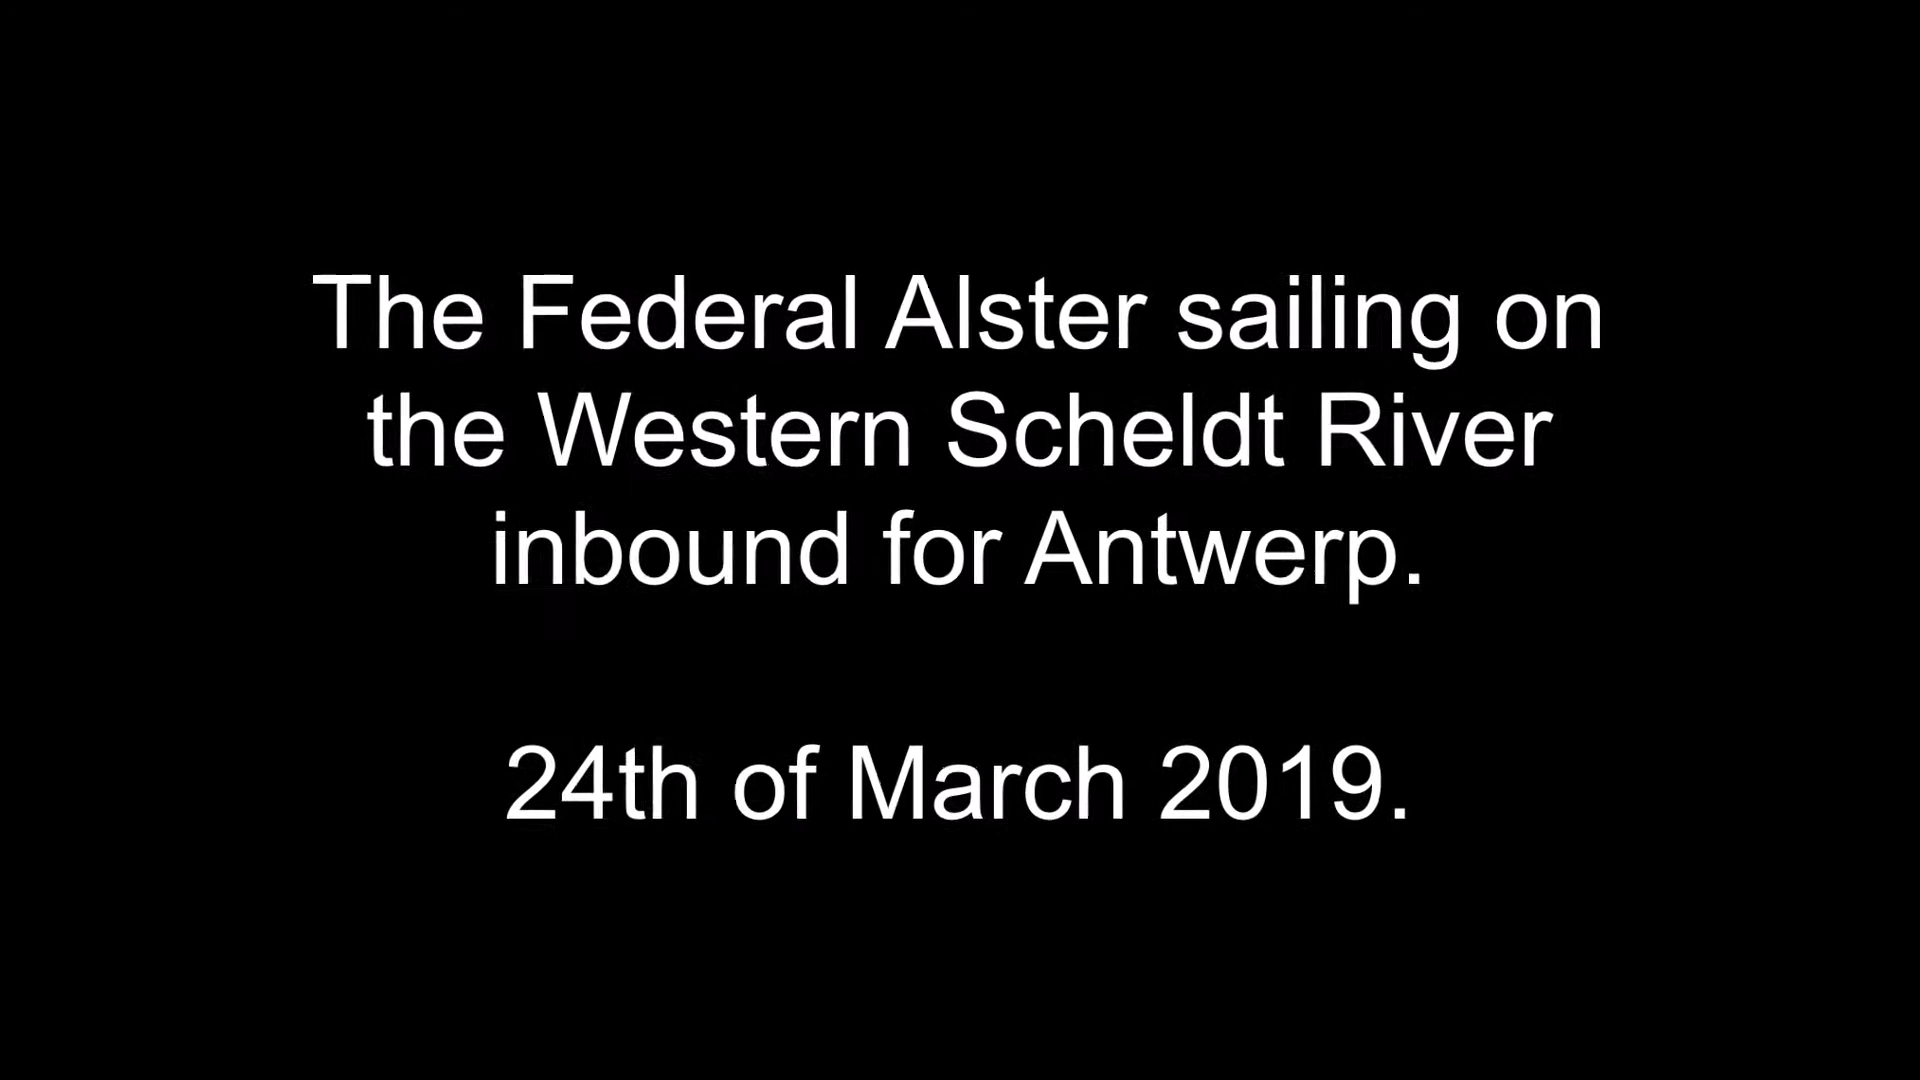 The Federal Alster sailing on
the Western Scheldt River
inbound for Antwerp.
24th of March 2019.